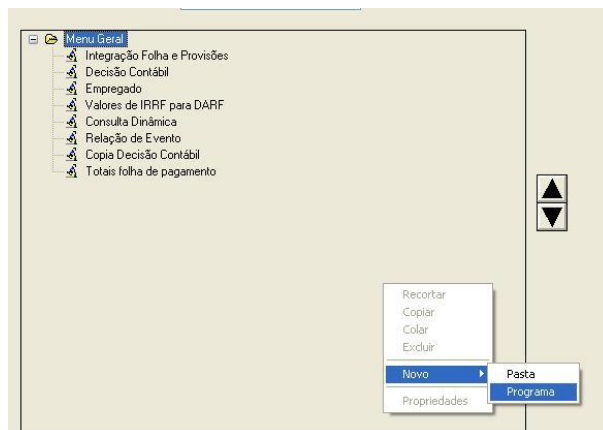 Menu Geral
Integração Folha e Provisões
Decisão Contábil
Empregado
Valores de IRRF para DARF
Consulta Dinâmica
Relação de Evento
Copia Decisão Contábil
Totais folha de pagamento
Recortar
Copiar
Colar
Excluir
Novo
Pasta
Programa
Propriedades